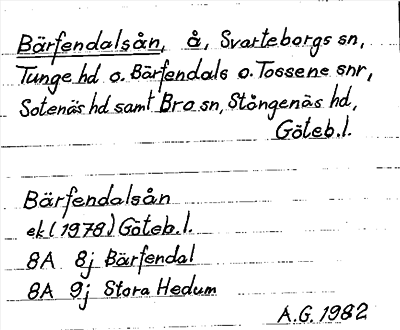 Bärfendalsån, å, Svarteborgs sn,
Tunge hd o. Bärfendals o. Tossene snr,
Sotenäs hd samt Bro sn, Stångenäs hd,
Göteb. l.
Bärfendalsån
ek (1978) Göteb. l.
8A 8j Bärfendal
8A 9j Stora Hedum
A.G. 1982